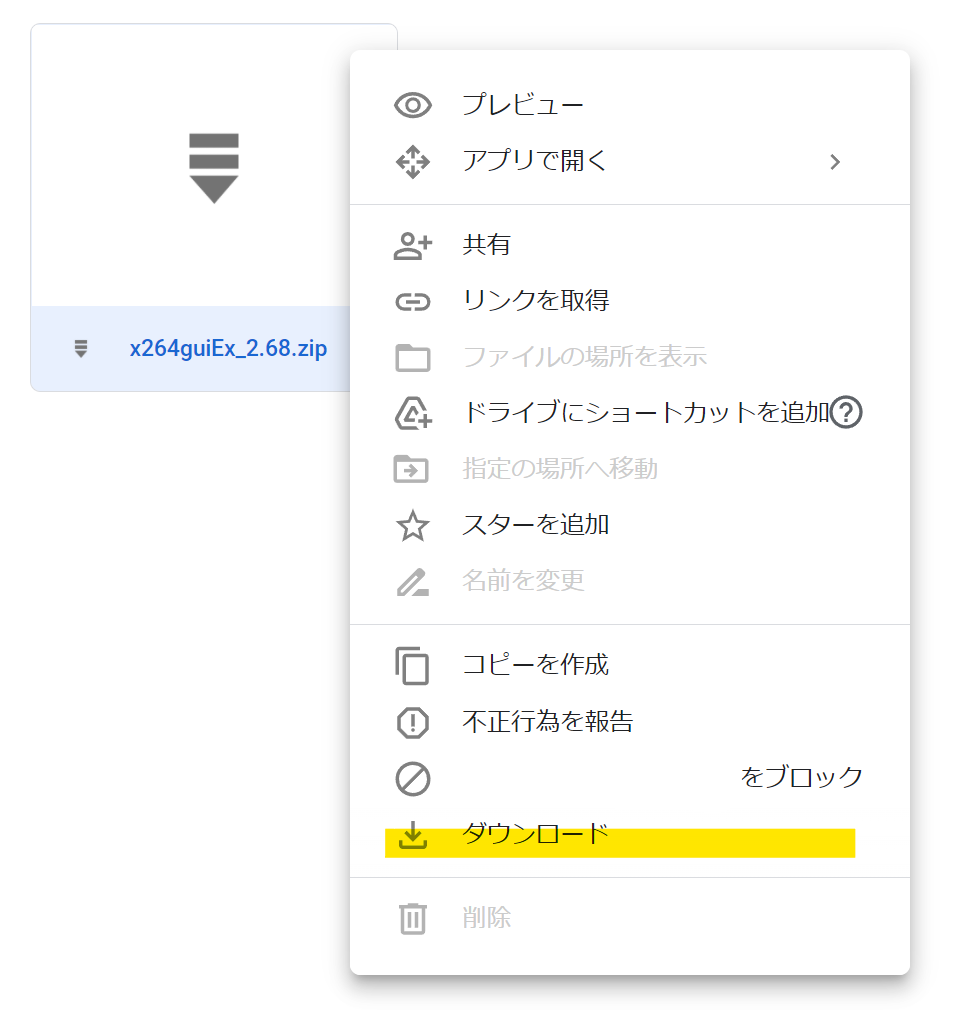 プレビュー
アプリで開く
共有
リンクを取得
ファイルの場所を表示
x264guiEx_2.68.zip
ドライブにショートカットを追加
指定の場所へ移動
スターを追加
名前を変更
コピーを作成
不正行為を報告
をブロック
ダウンロード
削除